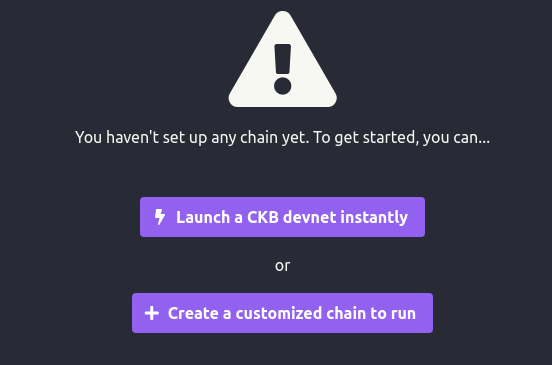 You haven't set up any chain yet. To get started, you can...
Launch a CKB devnet instantly
or
Create a customized chain to run